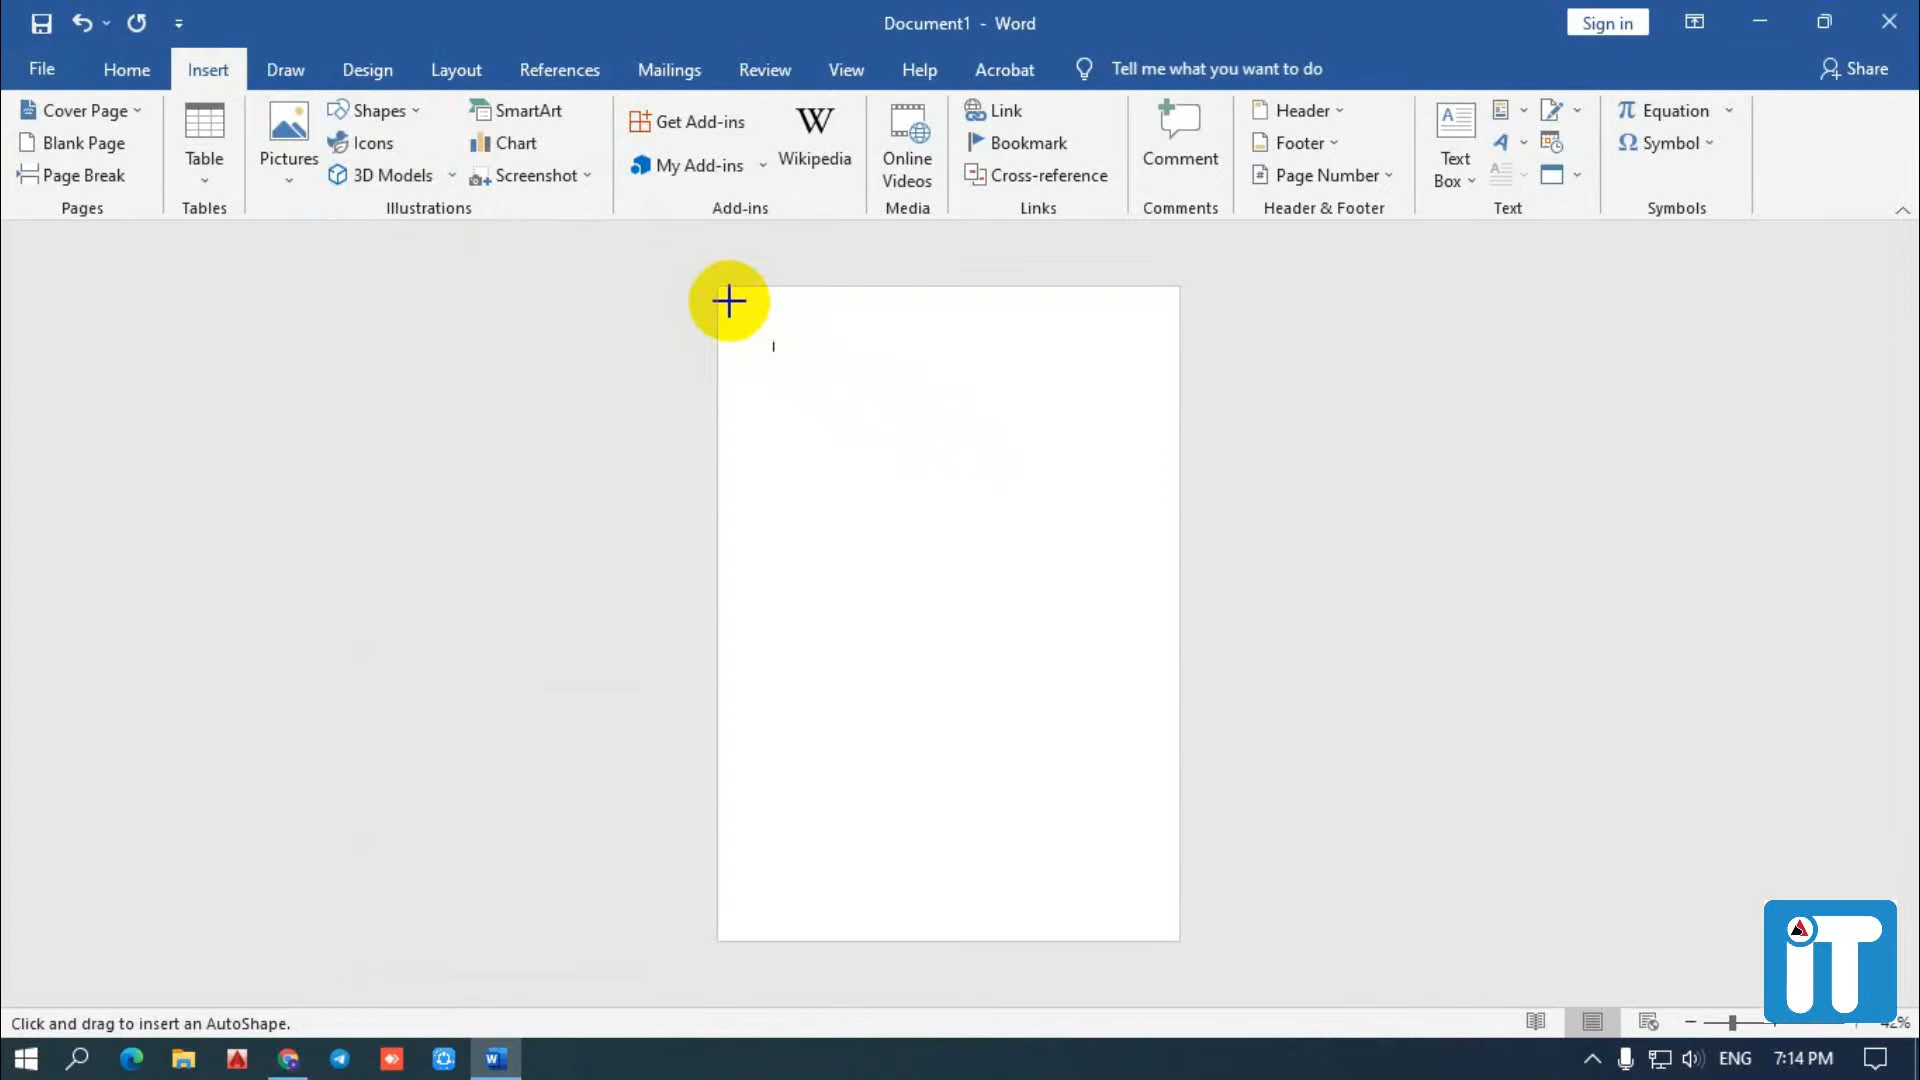 Document1 - Word
Sign in
File Home Insert Draw Design Layout References Mailings Review View Help Acrobat Tell me what you want to do Share
Cover Page
Blank Page
Page Break
Pages
Table
Tables
Pictures
Shapes
Icons
3D Models
SmartArt
Chart
Screenshot
Illustrations
Get Add-ins
My Add-ins
W
Wikipedia
Add-ins
Online
Videos
Media
Link
Bookmark
Cross-reference
Links
Comment
Comments
Header
Footer
# Page Number
Header & Footer
A
Text
Box
A
A
Text
π Equation
Ω Symbol
Symbols
Click and drag to insert an AutoShape.
iT
W
ENG
7:14 PM